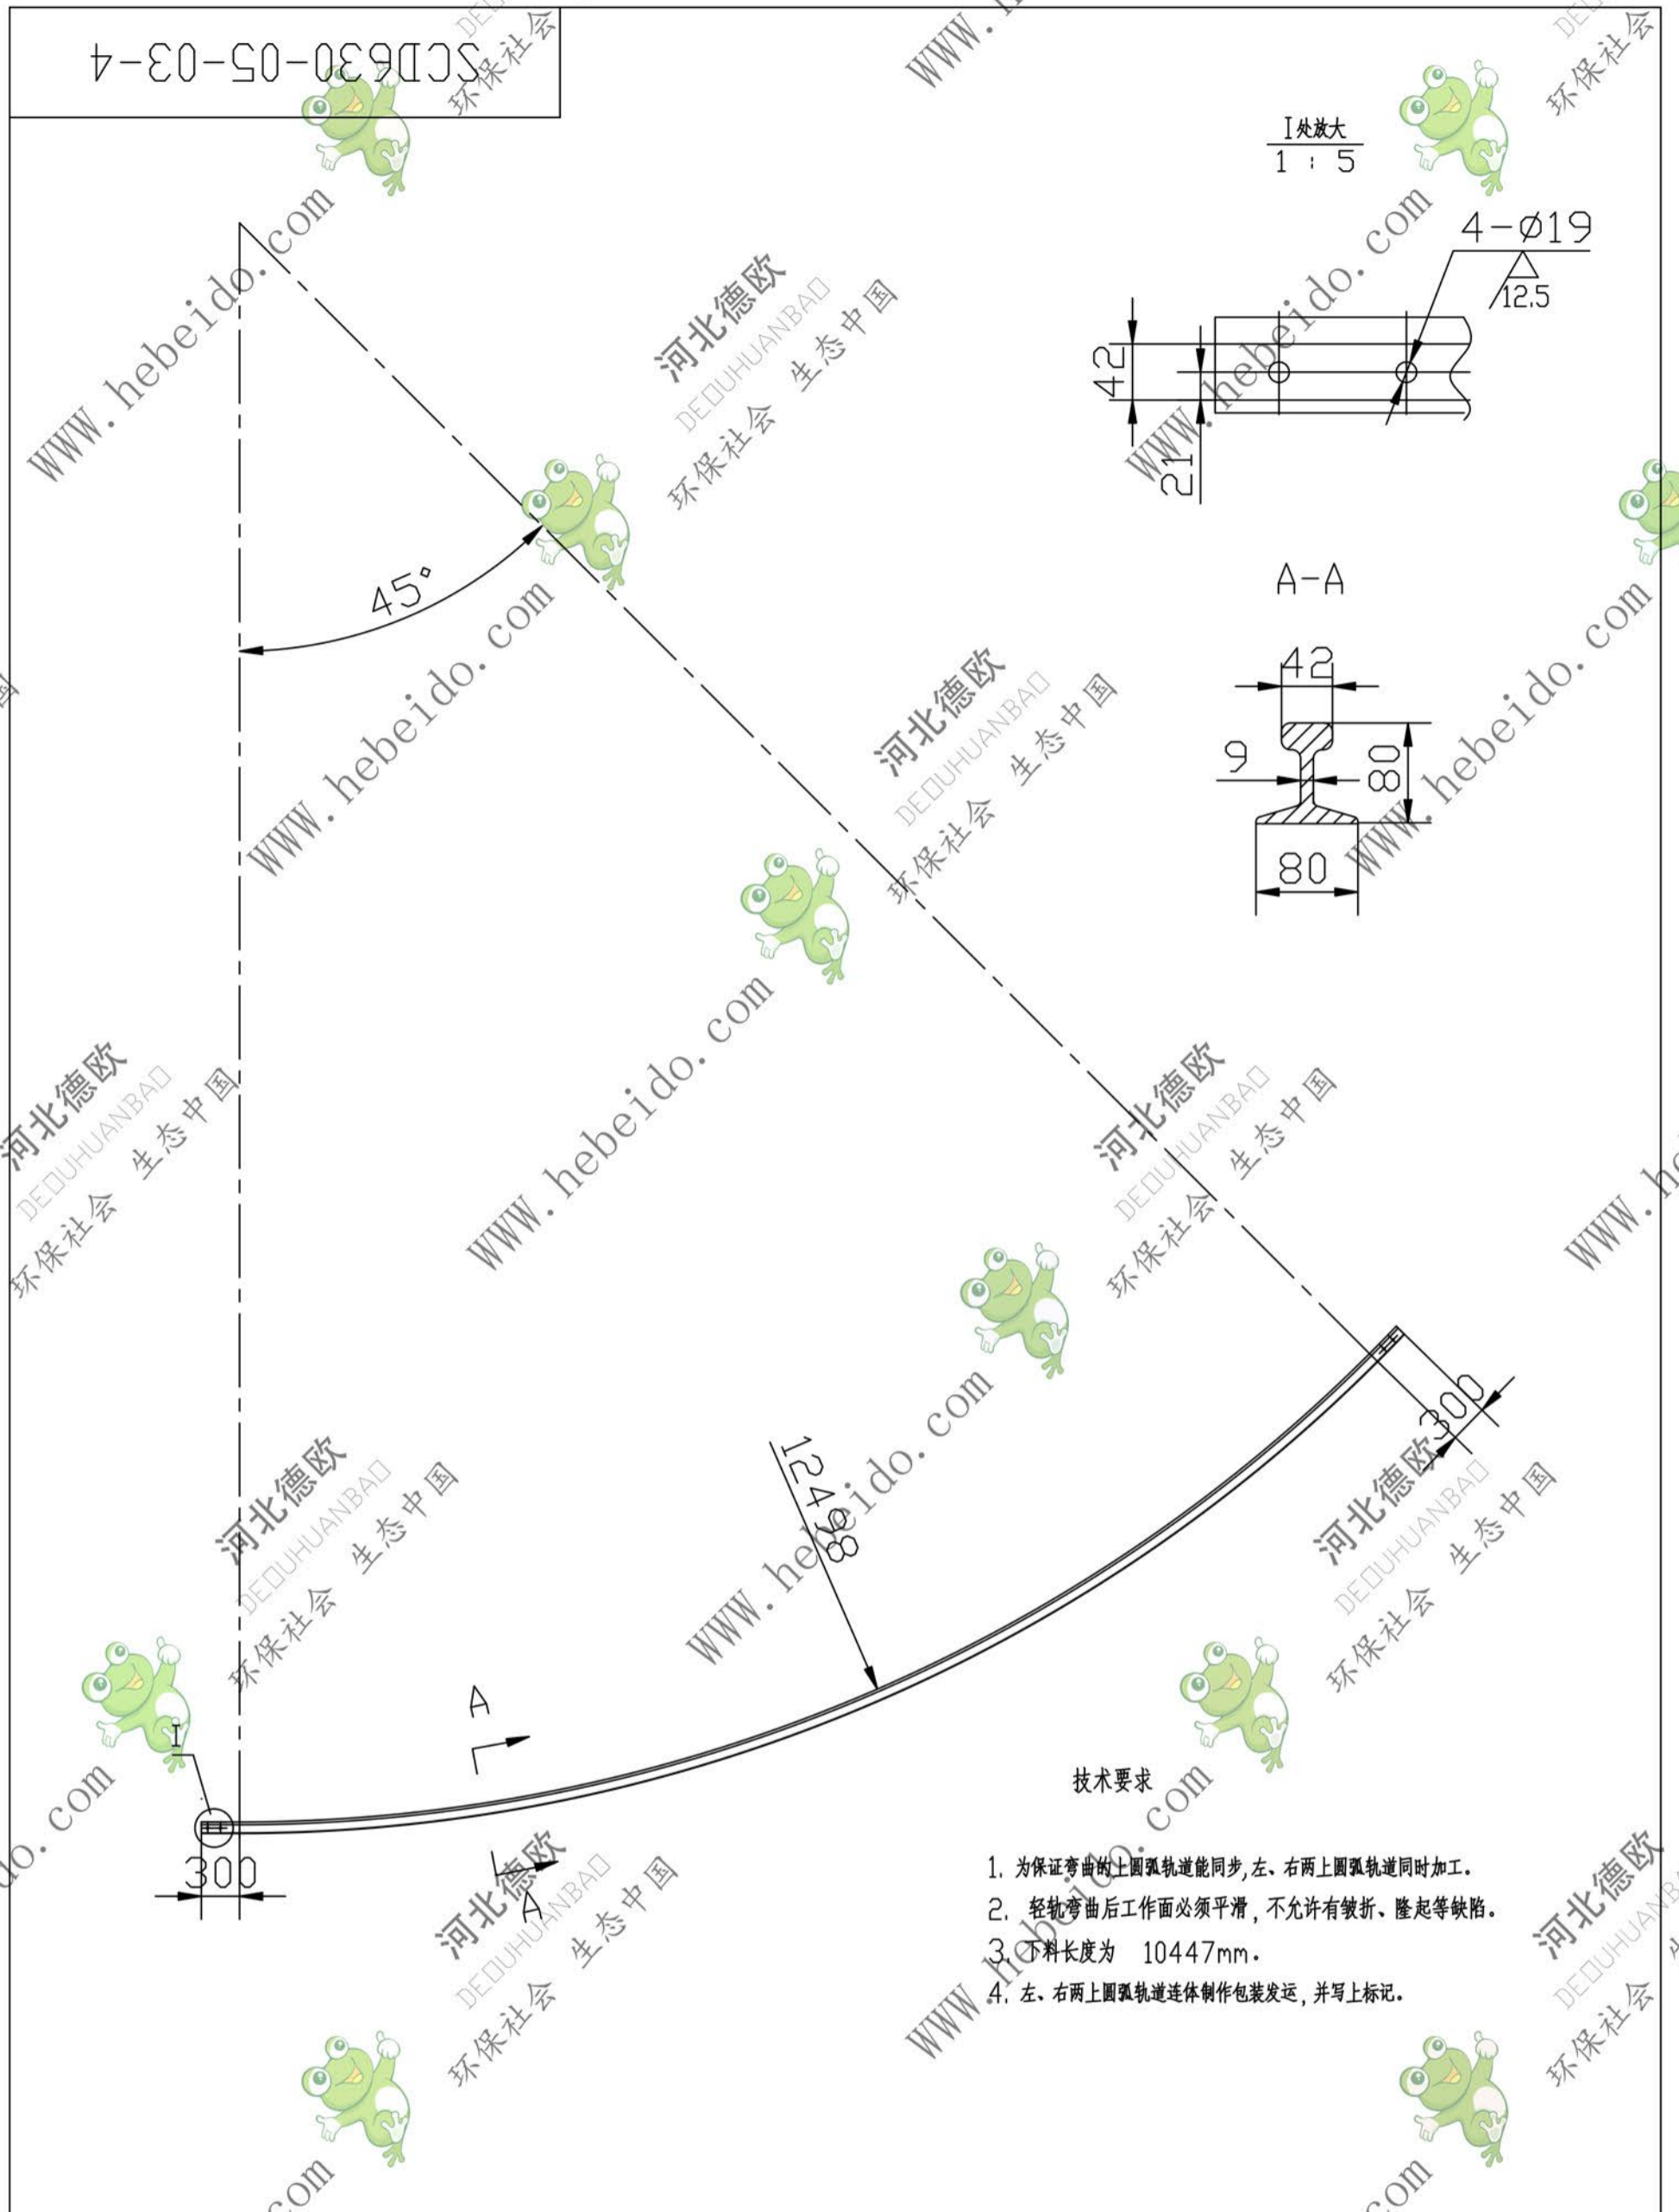 SCD630-05-03-4
I处放大
1 : 5
4-Ø19
12.5
42
21
A-A
42
9
80
80
45°
12498
300
A
I
300
A
技术要求
1. 为保证弯曲的上圆弧轨道能同步,左、右两上圆弧轨道同时加工.
2. 轻轨弯曲后工作面必须平滑,不允许有皱折、隆起等缺陷.
3. 下料长度为 10447mm.
4. 左、右两上圆弧轨道连体制作包装发运,并写上标记.
河北德欧
DEOUHUANBAO
环保社会 生态中国
WWW.hebeido.com